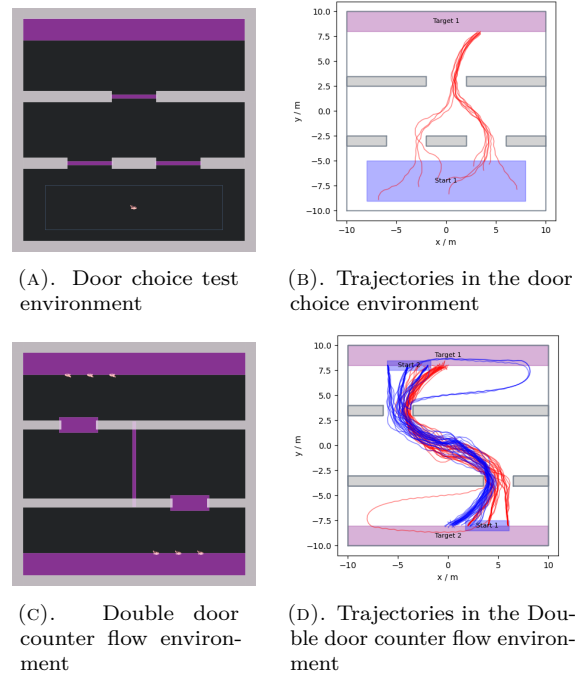 10.0
7.5
5.0
2.5
0.0
−2.5
−5.0
−7.5
−10.0
y / m
Target 1
Start 1
−10 −5 0 5 10
x / m
(A). Door choice test
environment
(B). Trajectories in the door
choice environment
10.0
7.5
5.0
2.5
0.0
−2.5
−5.0
−7.5
−10.0
y / m
Target 1
Start 2
Start 1
Target 2
−10 −5 0 5 10
x / m
(C). Double door
counter flow environ-
ment
(D). Trajectories in the Dou-
ble door counter flow environ-
ment